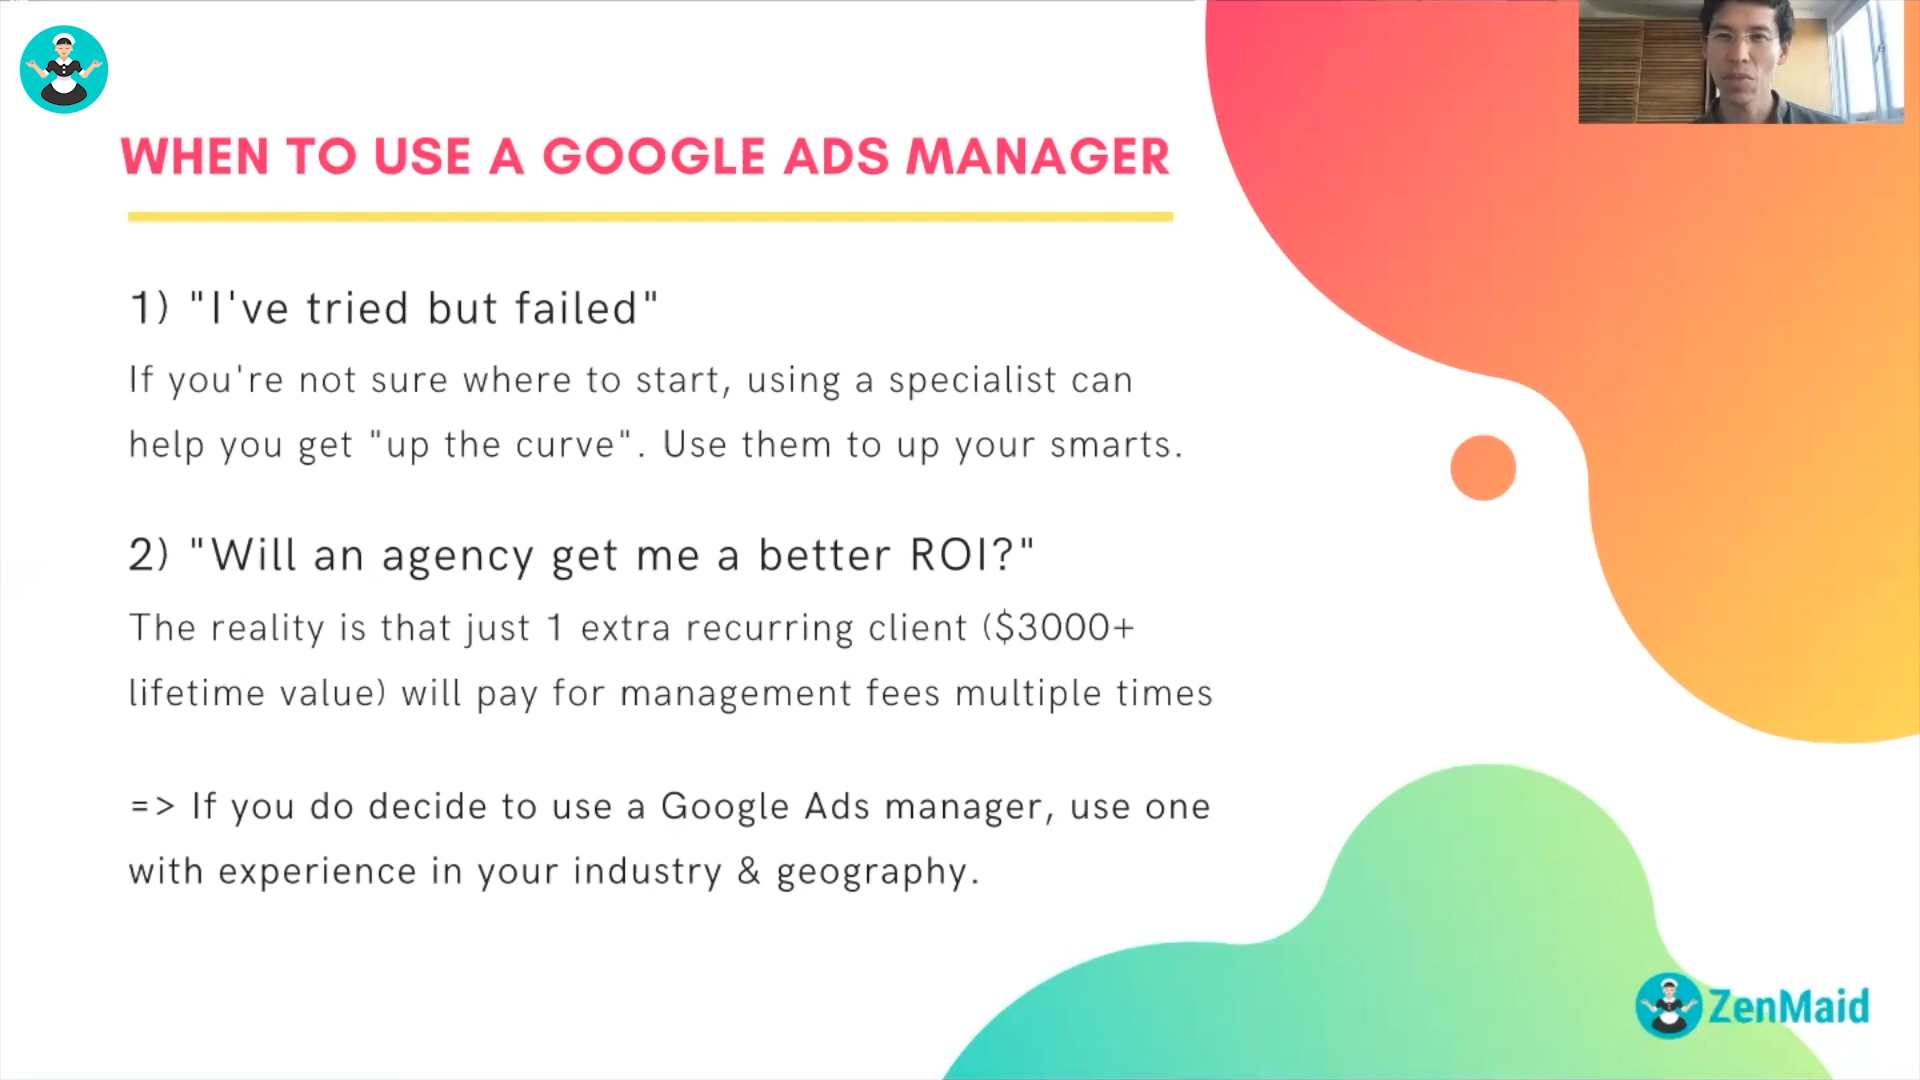 WHEN TO USE A GOOGLE ADS MANAGER
1) "I've tried but failed"
If you're not sure where to start, using a specialist can
help you get "up the curve". Use them to up your smarts.
2) "Will an agency get me a better ROI?"
The reality is that just 1 extra recurring client ($3000+
lifetime value) will pay for management fees multiple times
=> If you do decide to use a Google Ads manager, use one
with experience in your industry & geography.
ZenMaid